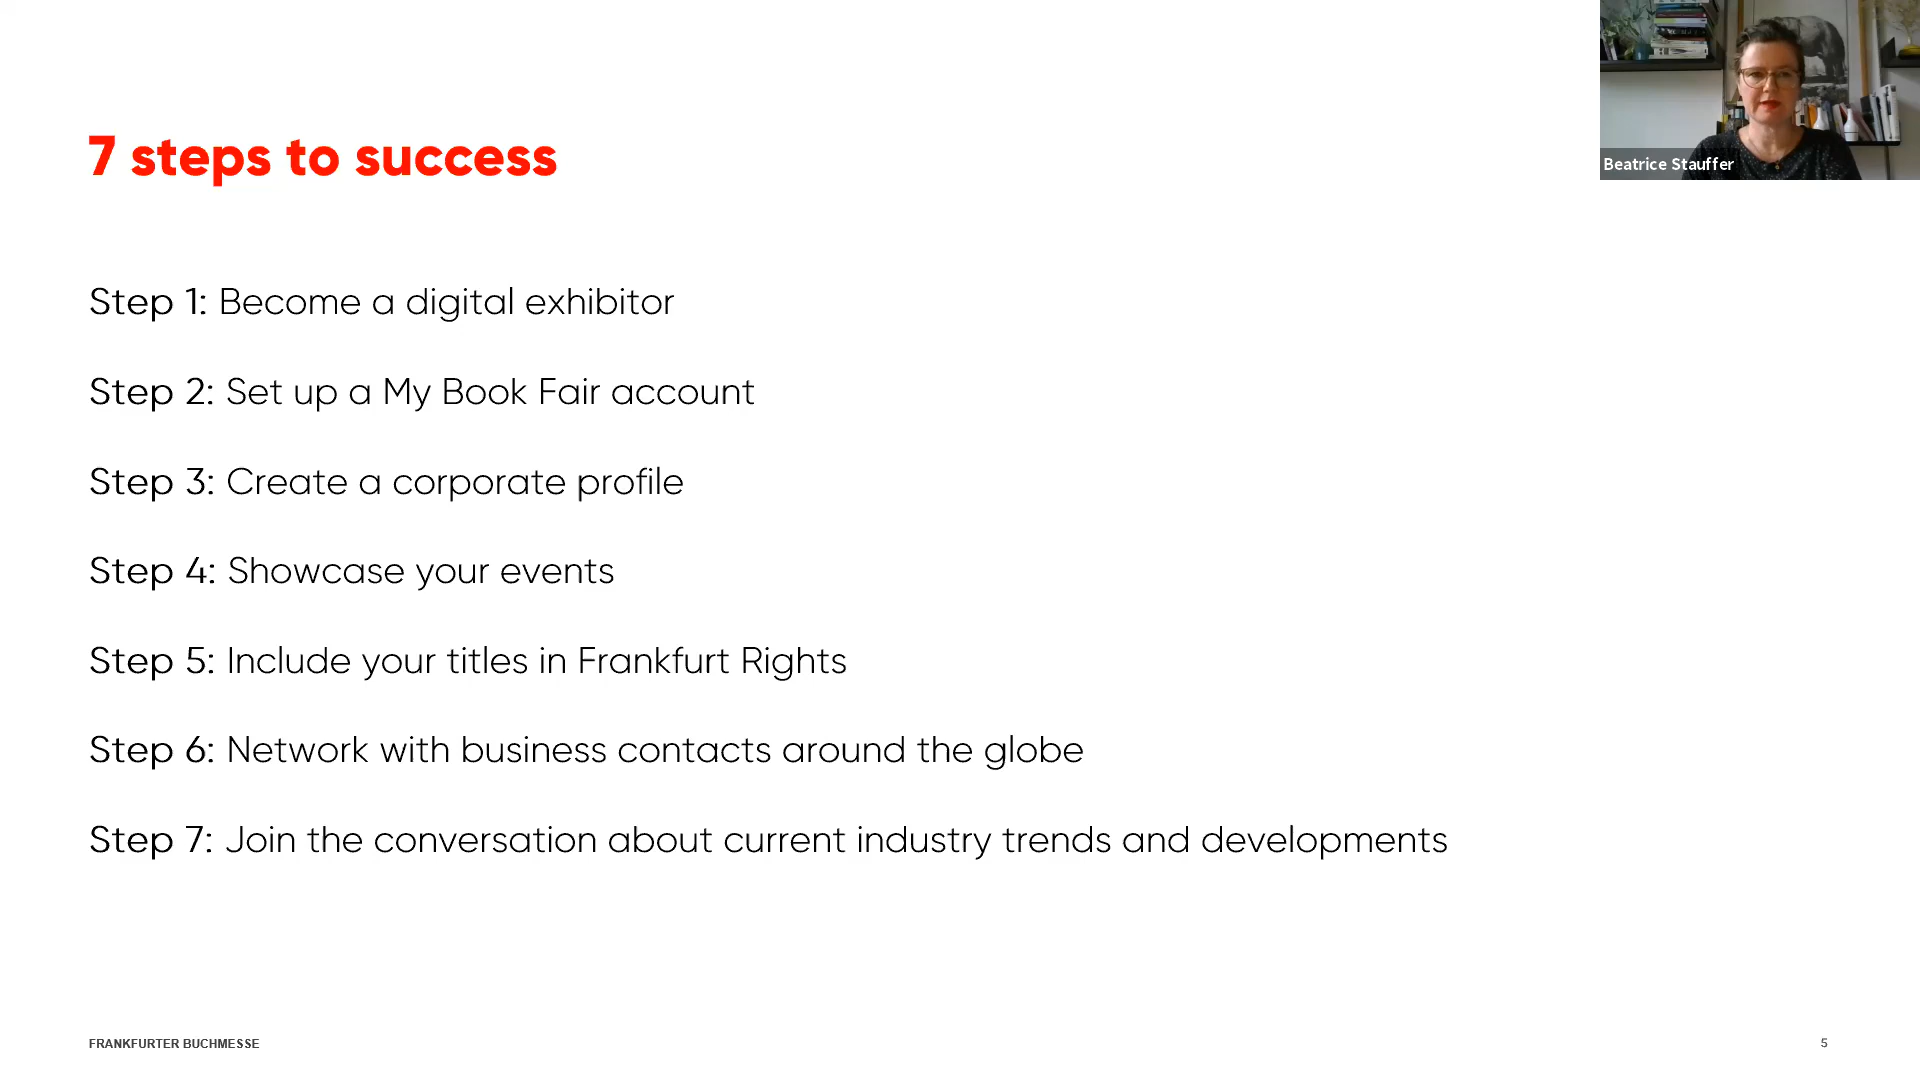 7 steps to success
Beatrice Stauffer
Step 1: Become a digital exhibitor
Step 2: Set up a My Book Fair account
Step 3: Create a corporate profile
Step 4: Showcase your events
Step 5: Include your titles in Frankfurt Rights
Step 6: Network with business contacts around the globe
Step 7: Join the conversation about current industry trends and developments
FRANKFURTER BUCHMESSE
5